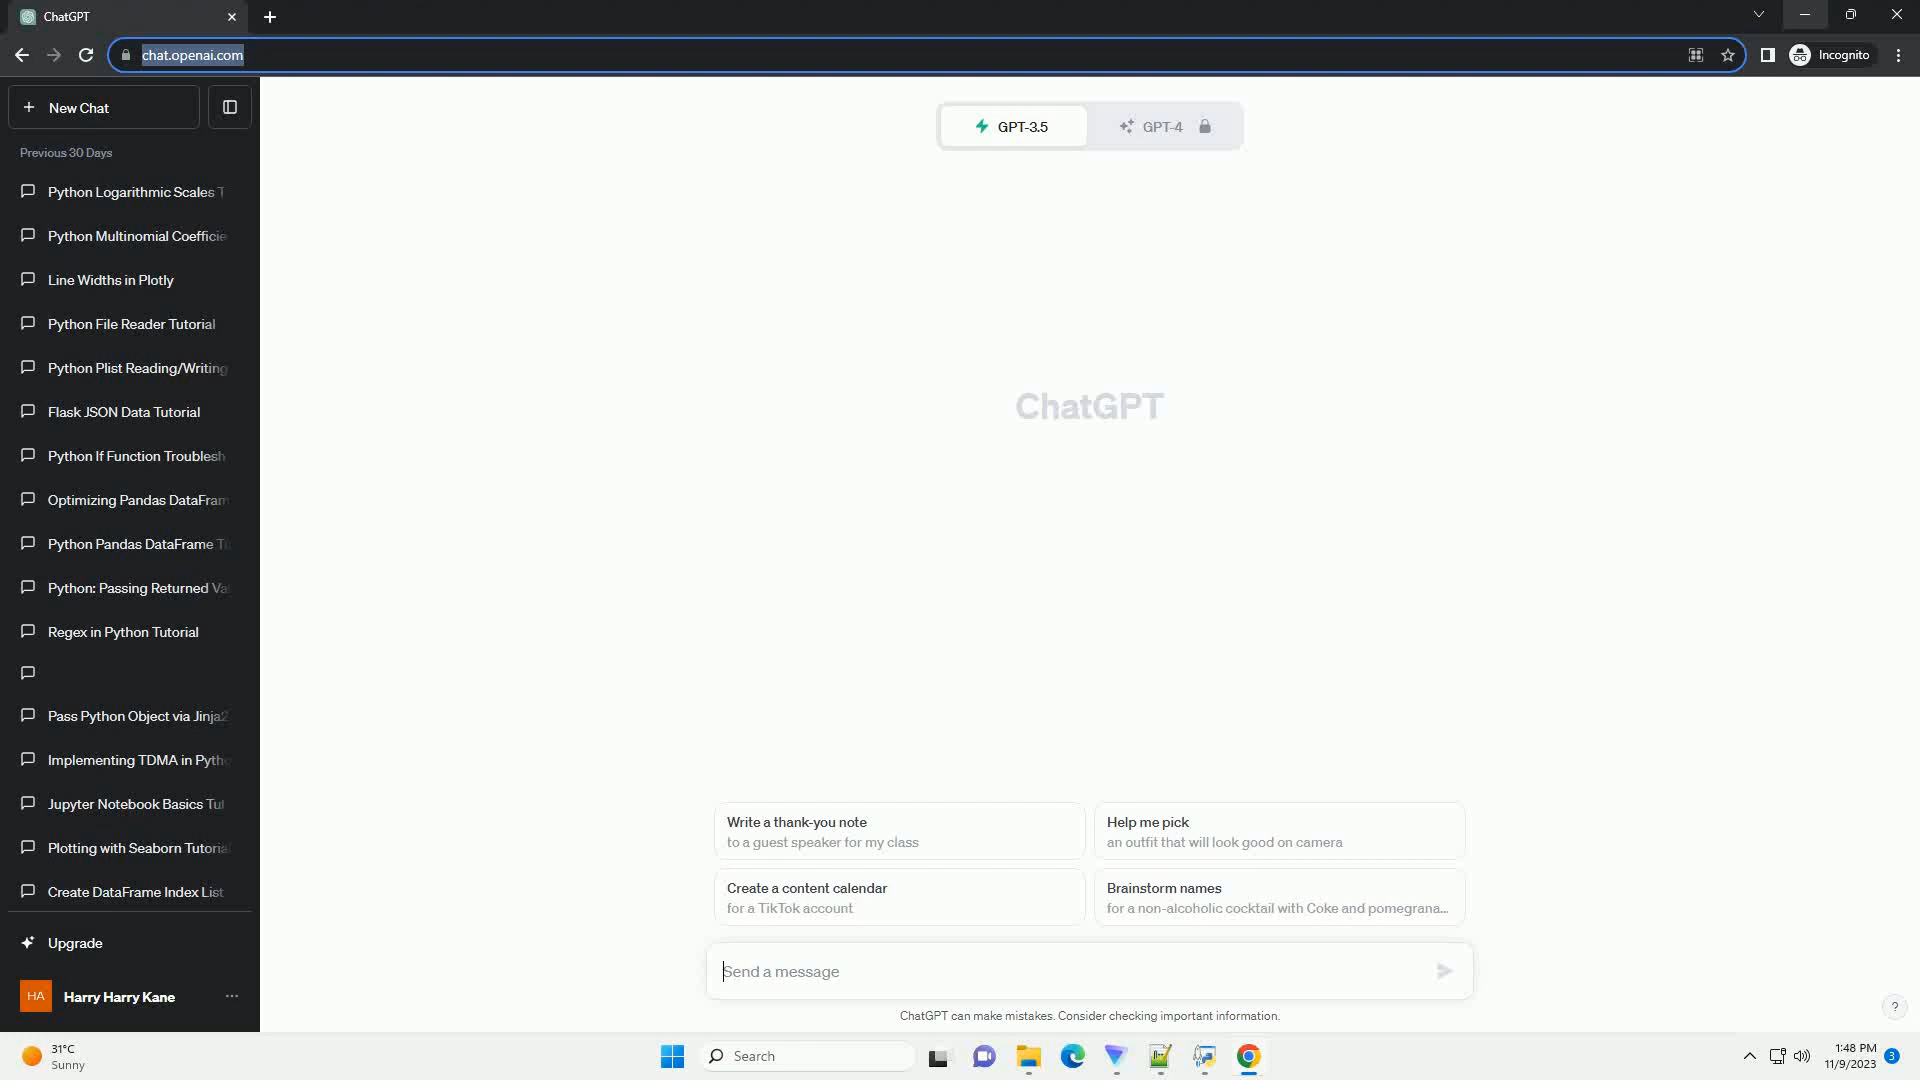 ChatGPT
chat.openai.com
Incognito
New Chat
Previous 30 Days
Python Logarithmic Scales T
Python Multinomial Coefficie
Line Widths in Plotly
Python File Reader Tutorial
Python Plist Reading/Writing
Flask JSON Data Tutorial
Python If Function Troublesh
Optimizing Pandas DataFram
Python Pandas DataFrame Tu
Python: Passing Returned Val
Regex in Python Tutorial
Pass Python Object via Jinja2
Implementing TDMA in Pytho
Jupyter Notebook Basics Tut
Plotting with Seaborn Tutorial
Create DataFrame Index List
Upgrade
HA Harry Harry Kane
GPT-3.5
GPT-4
ChatGPT
Write a thank-you note
to a guest speaker for my class
Help me pick
an outfit that will look good on camera
Create a content calendar
for a TikTok account
Brainstorm names
for a non-alcoholic cocktail with Coke and pomegrana...
Send a message
ChatGPT can make mistakes. Consider checking important information.
?
31°C
Sunny
Search
1:48 PM
11/9/2023
3